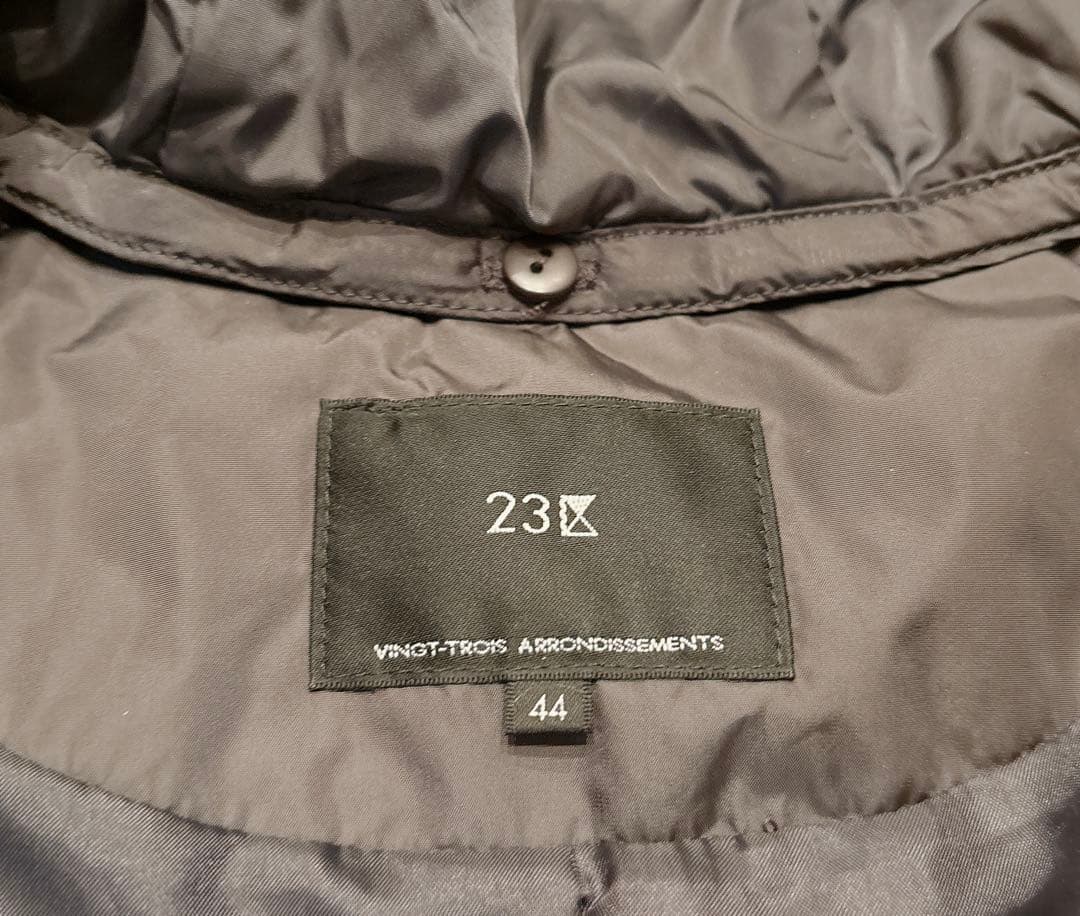 23区
VINGT-TROIS ARRONDISSEMENTS
44